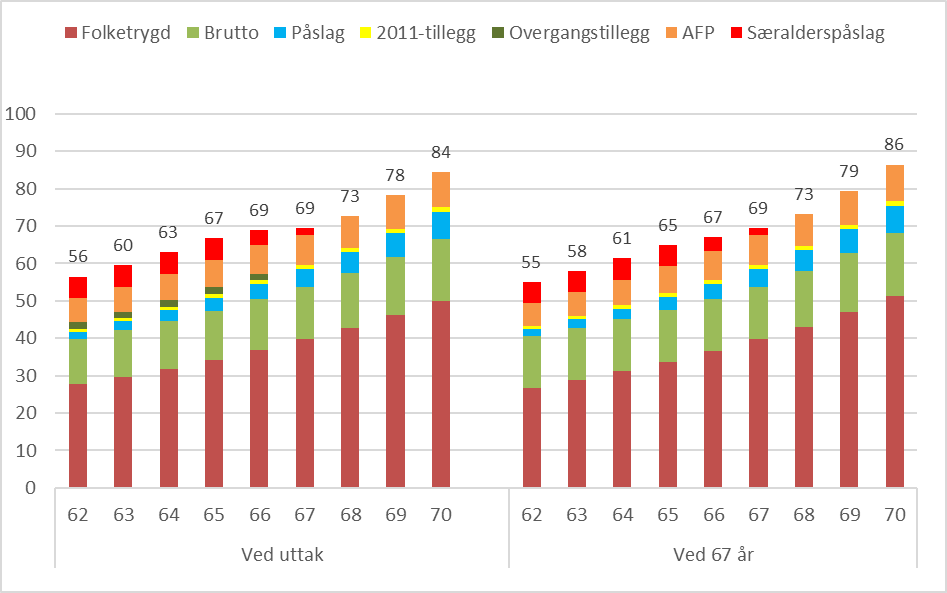 Folketrygd Brutto Påslag 2011-tillegg Overgangstillegg AFP Særalderspåslag
100
90
80
70
60
50
40
30
20
10
0
56 60 63 67 69 69 73 78 84 55 58 61 65 67 69 73 79 86
62 63 64 65 66 67 68 69 70 62 63 64 65 66 67 68 69 70
Ved uttak Ved 67 år